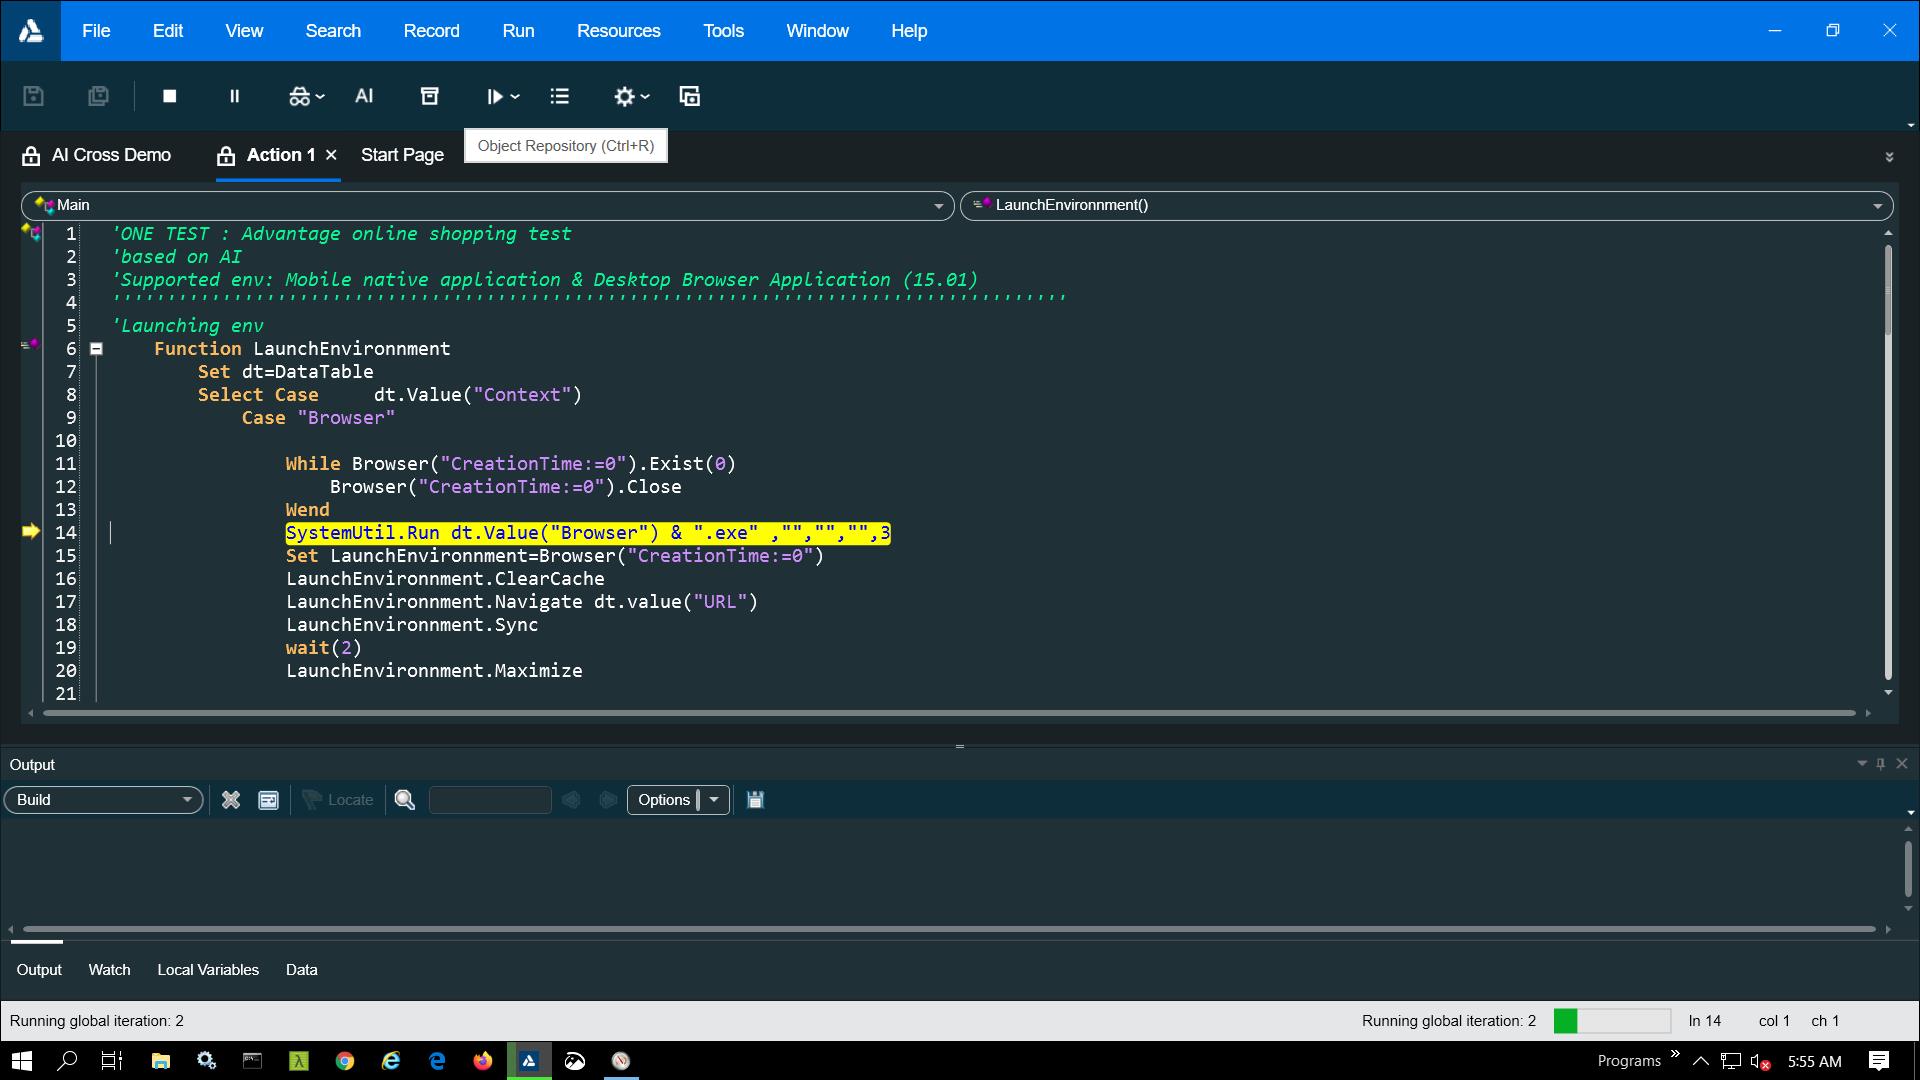 File Edit View Search Record Run Resources Tools Window Help
AI
AI Cross Demo Action 1 Start Page Object Repository (Ctrl+R)
Main LaunchEnvironnment()
1 'ONE TEST : Advantage online shopping test
2 'based on AI
3 'Supported env: Mobile native application & Desktop Browser Application (15.01)
4 '''''''''''''''''''''''''''''''''''''''''''''''''''''''''''''''''''''''''''''''''''''''
5 'Launching env
6 Function LaunchEnvironnment
7 Set dt=DataTable
8 Select Case dt.Value("Context")
9 Case "Browser"
10
11 While Browser("CreationTime:=0").Exist(0)
12 Browser("CreationTime:=0").Close
13 Wend
14 SystemUtil.Run dt.Value("Browser") & ".exe" ,"","","",3
15 Set LaunchEnvironnment=Browser("CreationTime:=0")
16 LaunchEnvironnment.ClearCache
17 LaunchEnvironnment.Navigate dt.value("URL")
18 LaunchEnvironnment.Sync
19 wait(2)
20 LaunchEnvironnment.Maximize
21
Output
Build Locate Options
Output Watch Local Variables Data
Running global iteration: 2 Running global iteration: 2 ln 14 col 1 ch 1
Programs 5:55 AM